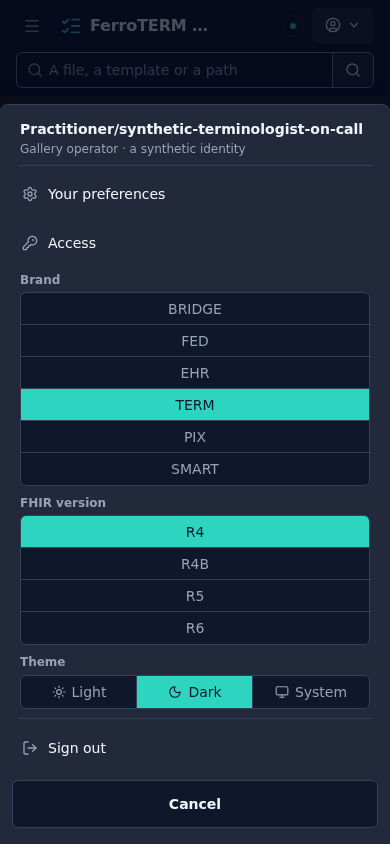 FerroTERM ...
A file, a template or a path
Practitioner/synthetic-terminologist-on-call
Gallery operator · a synthetic identity
Your preferences
Access
Brand
BRIDGE
FED
EHR
TERM
PIX
SMART
FHIR version
R4
R4B
R5
R6
Theme
Light Dark System
Sign out
Cancel